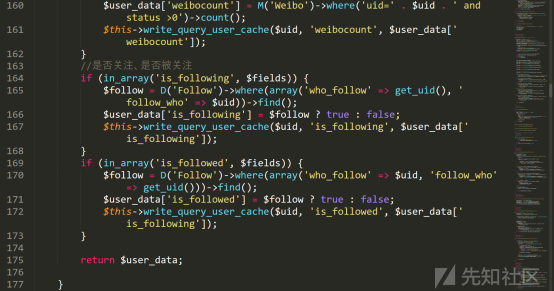 160 $user_data['weibocount'] = M('Weibo')->where('uid=' . $uid . ' and
status >0')->count();
161 $this->write_query_user_cache($uid, 'weibocount', $user_data['
weibocount']);
162 }
163 //是否关注、是否被关注
164 if (in_array('is_following', $fields)) {
165 $follow = D('Follow')->where(array('who_follow' => get_uid(), '
follow_who' => $uid))->find();
166 $user_data['is_following'] = $follow ? true : false;
167 $this->write_query_user_cache($uid, 'is_following', $user_data['
is_following']);
168 }
169 if (in_array('is_followed', $fields)) {
170 $follow = D('Follow')->where(array('who_follow' => $uid, 'follow_who'
=> get_uid()))->find();
171 $user_data['is_followed'] = $follow ? true : false;
172 $this->write_query_user_cache($uid, 'is_followed', $user_data['
is_following']);
173 }
174
175 return $user_data;
176
177 }
先知社区